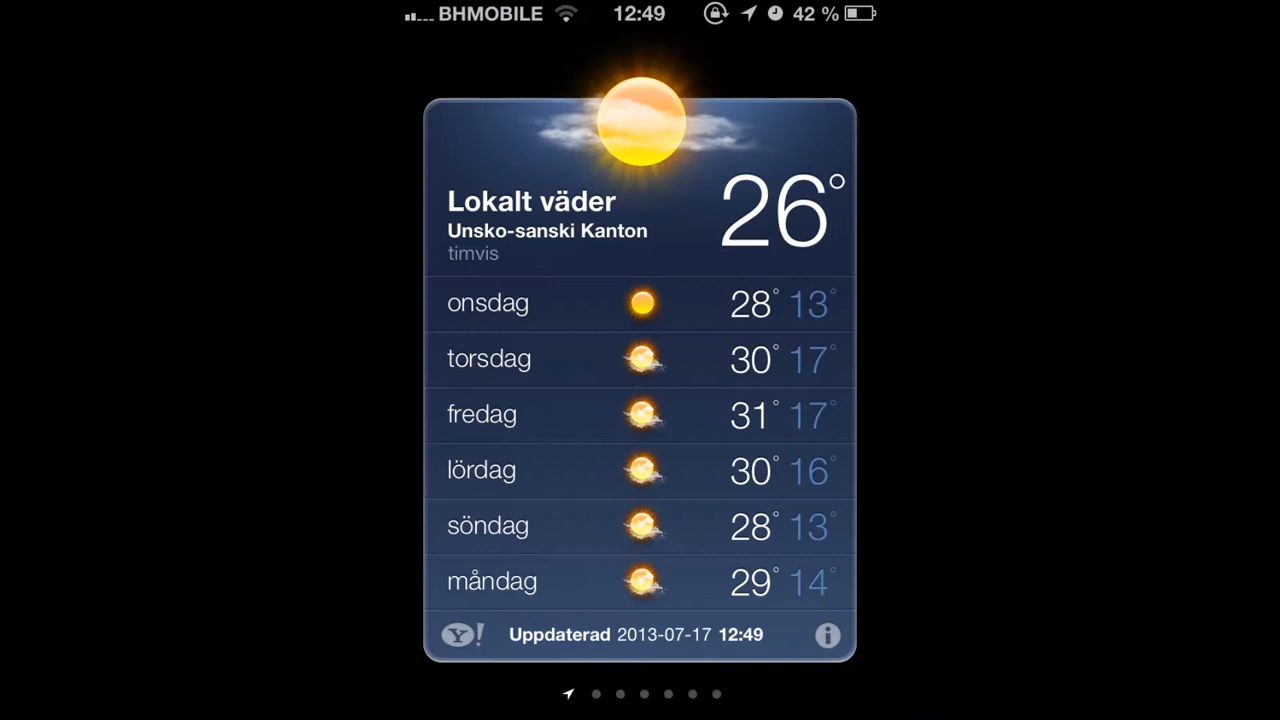 BHMOBILE 12:49 42 %
26°
Lokalt väder
Unsko-sanski Kanton
timvis
onsdag 28° 13°
torsdag 30° 17°
fredag 31° 17°
lördag 30° 16°
söndag 28° 13°
måndag 29° 14°
Y! Uppdaterad 2013-07-17 12:49 i